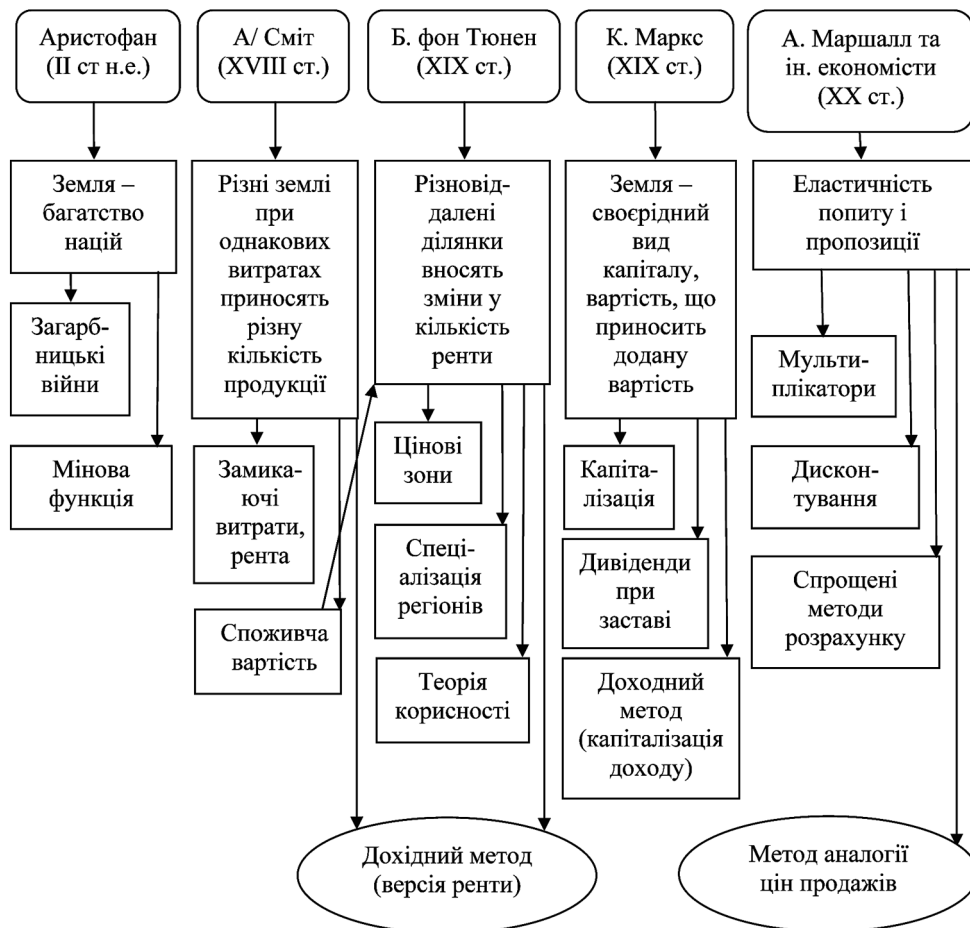 Аристофан
(ІІ ст н.е.)
А/ Сміт
(XVIII ст.)
Б. фон Тюнен
(XIX ст.)
К. Маркс
(XIX ст.)
А. Маршалл та
ін. економісти
(XX ст.)
Земля –
багатство
націй
Різні землі
при
однакових
витратах
приносять
різну
кількість
продукції
Різновід-
далені
ділянки
вносять
зміни у
кількість
ренти
Земля –
своєрідний
вид
капіталу,
вартість, що
приносить
додану
вартість
Еластичність
попиту і
пропозиції
Загарб-
ницькі
війни
Мінова
функція
Замика-
ючі
витрати,
рента
Споживча
вартість
Цінові
зони
Спеці-
алізація
регіонів
Теорія
корисності
Капіта-
лізація
Дивіденди
при
заставі
Доходний
метод
(капіталізація
доходу)
Мульти-
плікатори
Дискон-
тування
Спрощені
методи
розрахунку
Дохідний метод
(версія ренти)
Метод аналогії
цін продажів